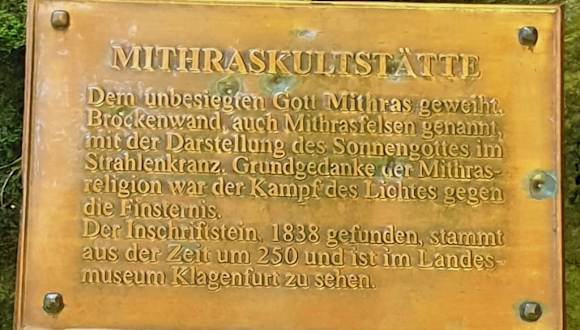 MITHRASKULTSTÄTTE
Dem unbesiegten Gott Mithras geweiht.
Brockenwand, auch Mithrasfelsen genannt,
mit der Darstellung des Sonnengottes im
Strahlenkranz. Grundgedanke der Mithras-
religion war der Kampf des Lichtes gegen
die Finsternis.
Der Inschriftstein, 1838 gefunden, stammt
aus der Zeit um 250 und ist im Landes-
museum Klagenfurt zu sehen.